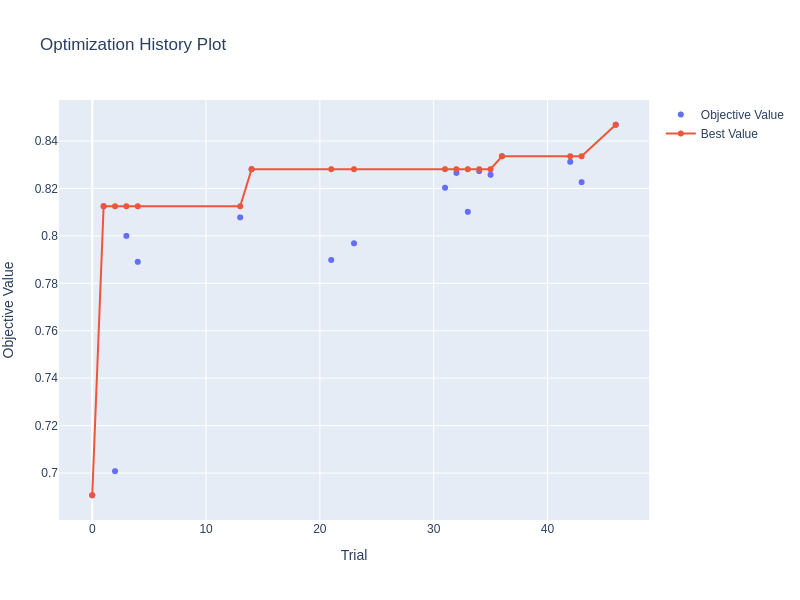 Optimization History Plot
Objective Value
Best Value
0.84
0.82
0.8
0.78
0.76
0.74
0.72
0.7
Objective Value
0 10 20 30 40
Trial